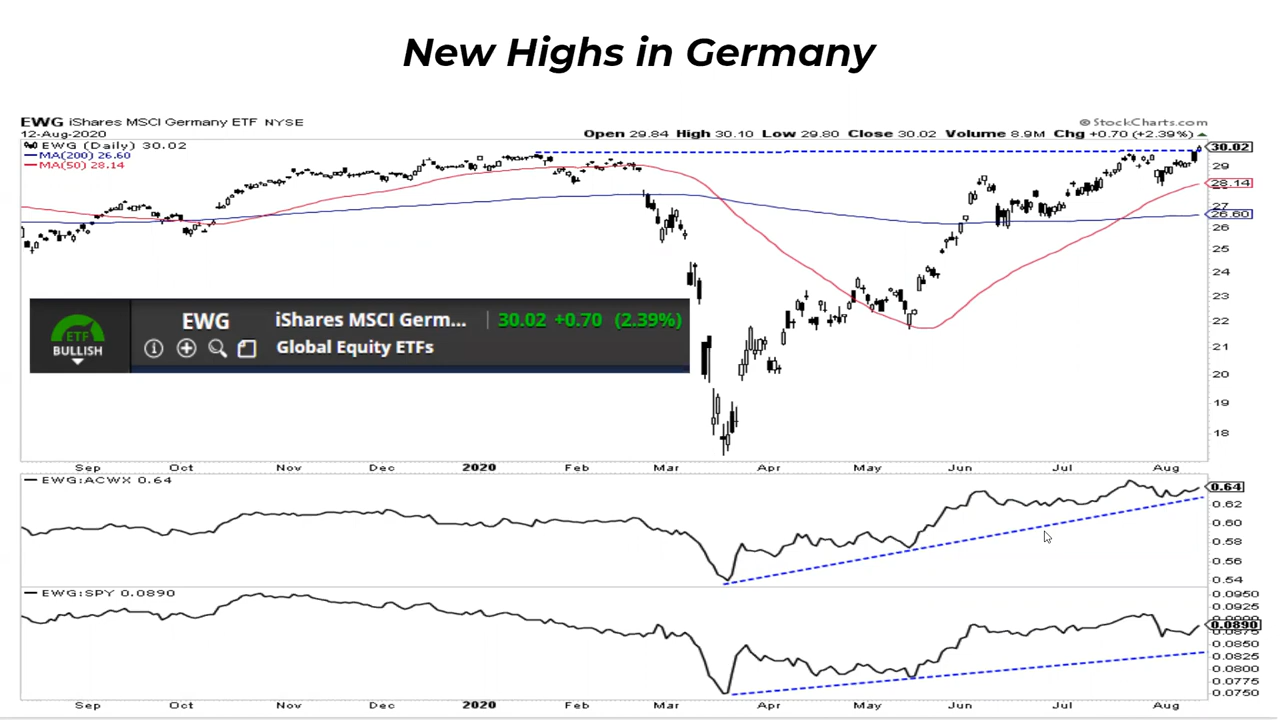 New Highs in Germany
EWG iShares MSCI Germany ETF NYSE
© StockCharts.com
12-Aug-2020
Open 29.84 High 30.10 Low 29.80 Close 30.02 Volume 8.9M Chg +0.70 (+2.39%)
EWG (Daily) 30.02
MA(200) 26.60
MA(50) 28.14
30.02
29
28.14
27
26.60
26
25
24
23
22
21
20
19
18
ETF
BULLISH
EWG iShares MSCI Germ... 30.02 +0.70 (2.39%)
Global Equity ETFs
Sep Oct Nov Dec 2020 Feb Mar Apr May Jun Jul Aug
EWG:ACWX 0.64
0.64
0.62
0.60
0.58
0.56
0.54
EWG:SPY 0.0890
0.0950
0.0925
0.0890
0.0875
0.0850
0.0825
0.0800
0.0775
0.0750
Sep Oct Nov Dec 2020 Feb Mar Apr May Jun Jul Aug